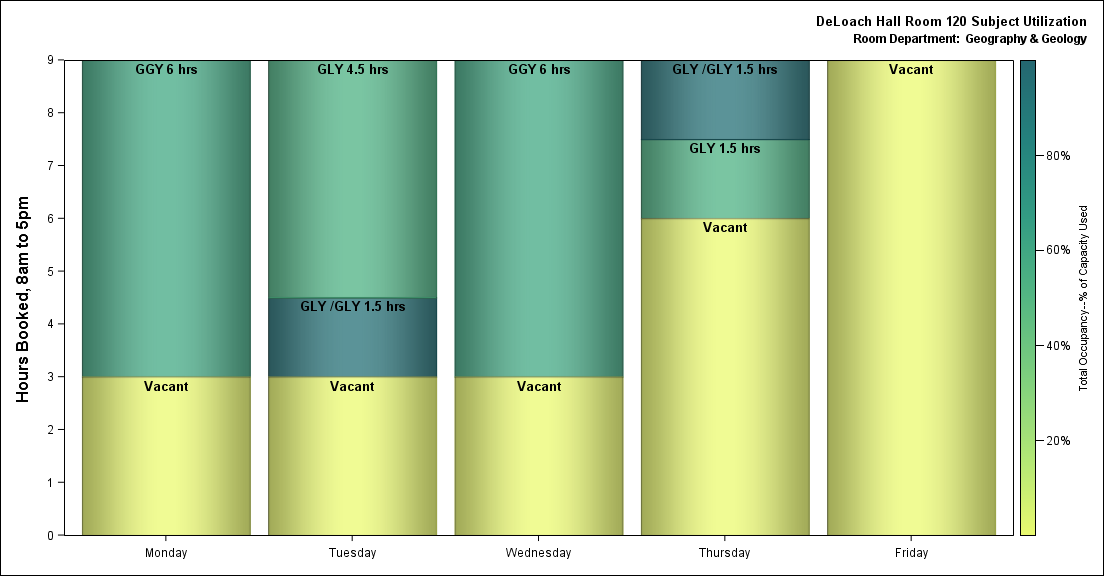 DeLoach Hall Room 120 Subject Utilization
Room Department: Geography & Geology
Hours Booked, 8am to 5pm
9
8
7
6
5
4
3
2
1
0
GGY 6 hrs
Vacant
GLY 4.5 hrs
GLY /GLY 1.5 hrs
Vacant
GGY 6 hrs
Vacant
GLY /GLY 1.5 hrs
GLY 1.5 hrs
Vacant
Vacant
Monday
Tuesday
Wednesday
Thursday
Friday
80%
60%
40%
20%
Total Occupancy--% of Capacity Used